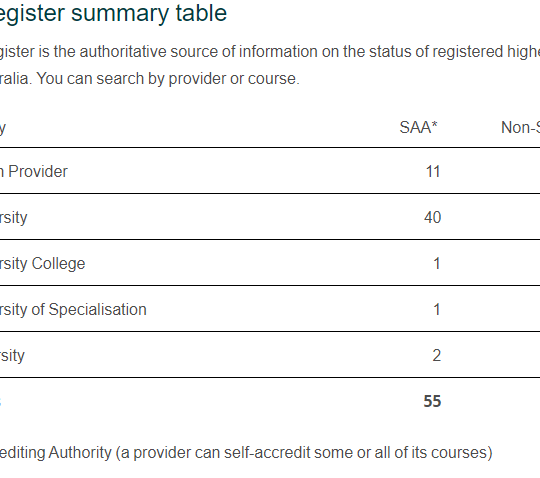 egister summary table
gister is the authoritative source of information on the status of registered highe
ralia. You can search by provider or course.
y SAA* Non-S
n Provider 11
rsity 40
rsity College 1
rsity of Specialisation 1
rsity 2
55
editing Authority (a provider can self-accredit some or all of its courses)